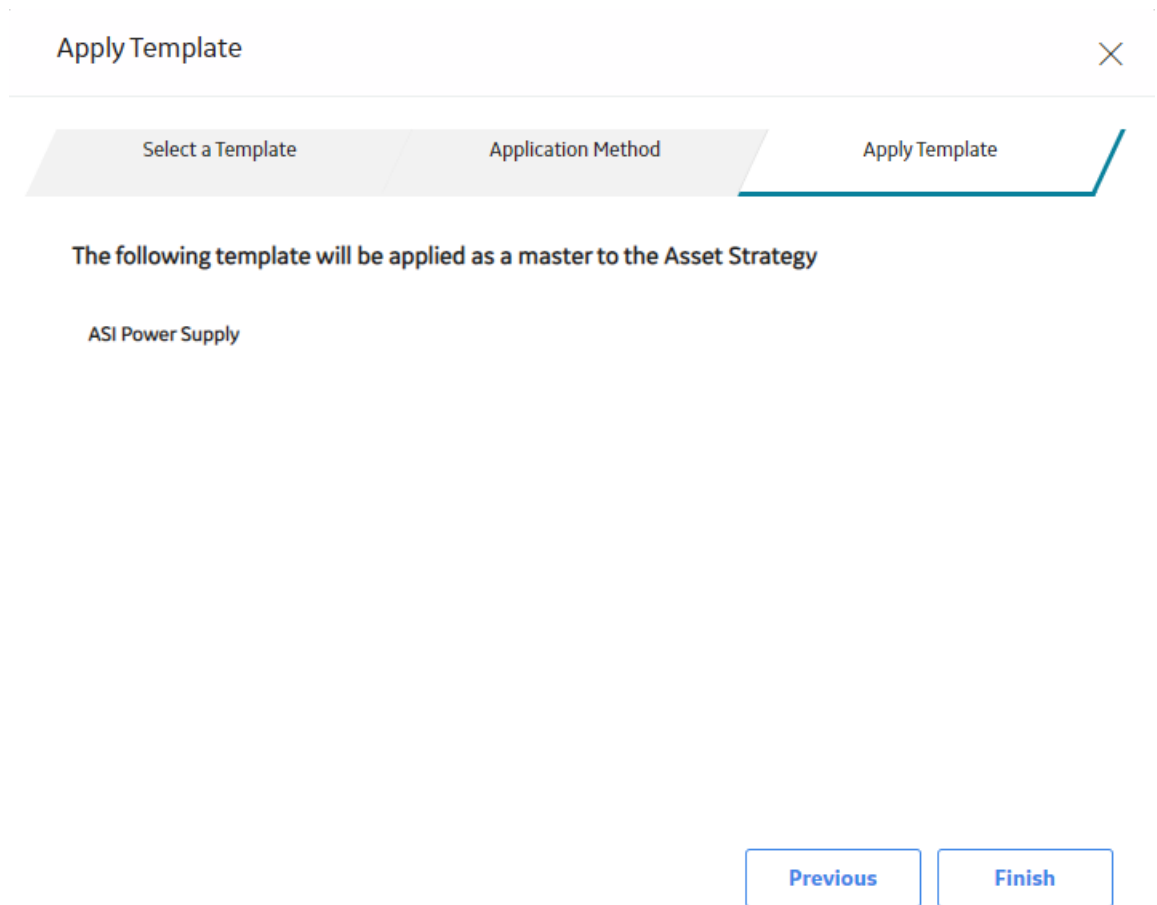 Apply Template
Select a Template
Application Method
Apply Template
The following template will be applied as a master to the Asset Strategy
ASI Power Supply
Previous
Finish